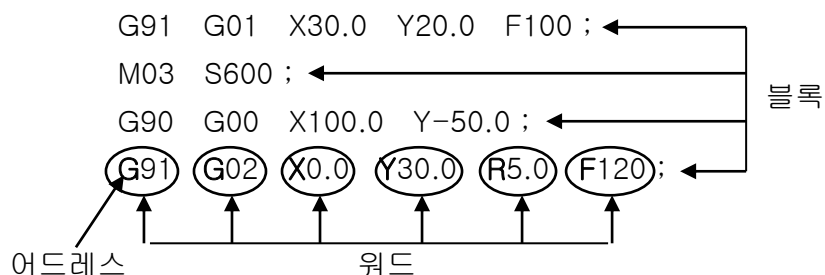 G91 G01 X30.0 Y20.0 F100 ;
M03 S600 ;
블록
G90 G00 X100.0 Y-50.0 ;
G91 G02 X0.0 Y30.0 R5.0 F120 ;
어드레스 워드